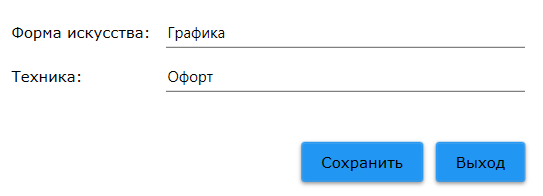 Форма искусства: Графика
Техника: Офорт
Сохранить Выход